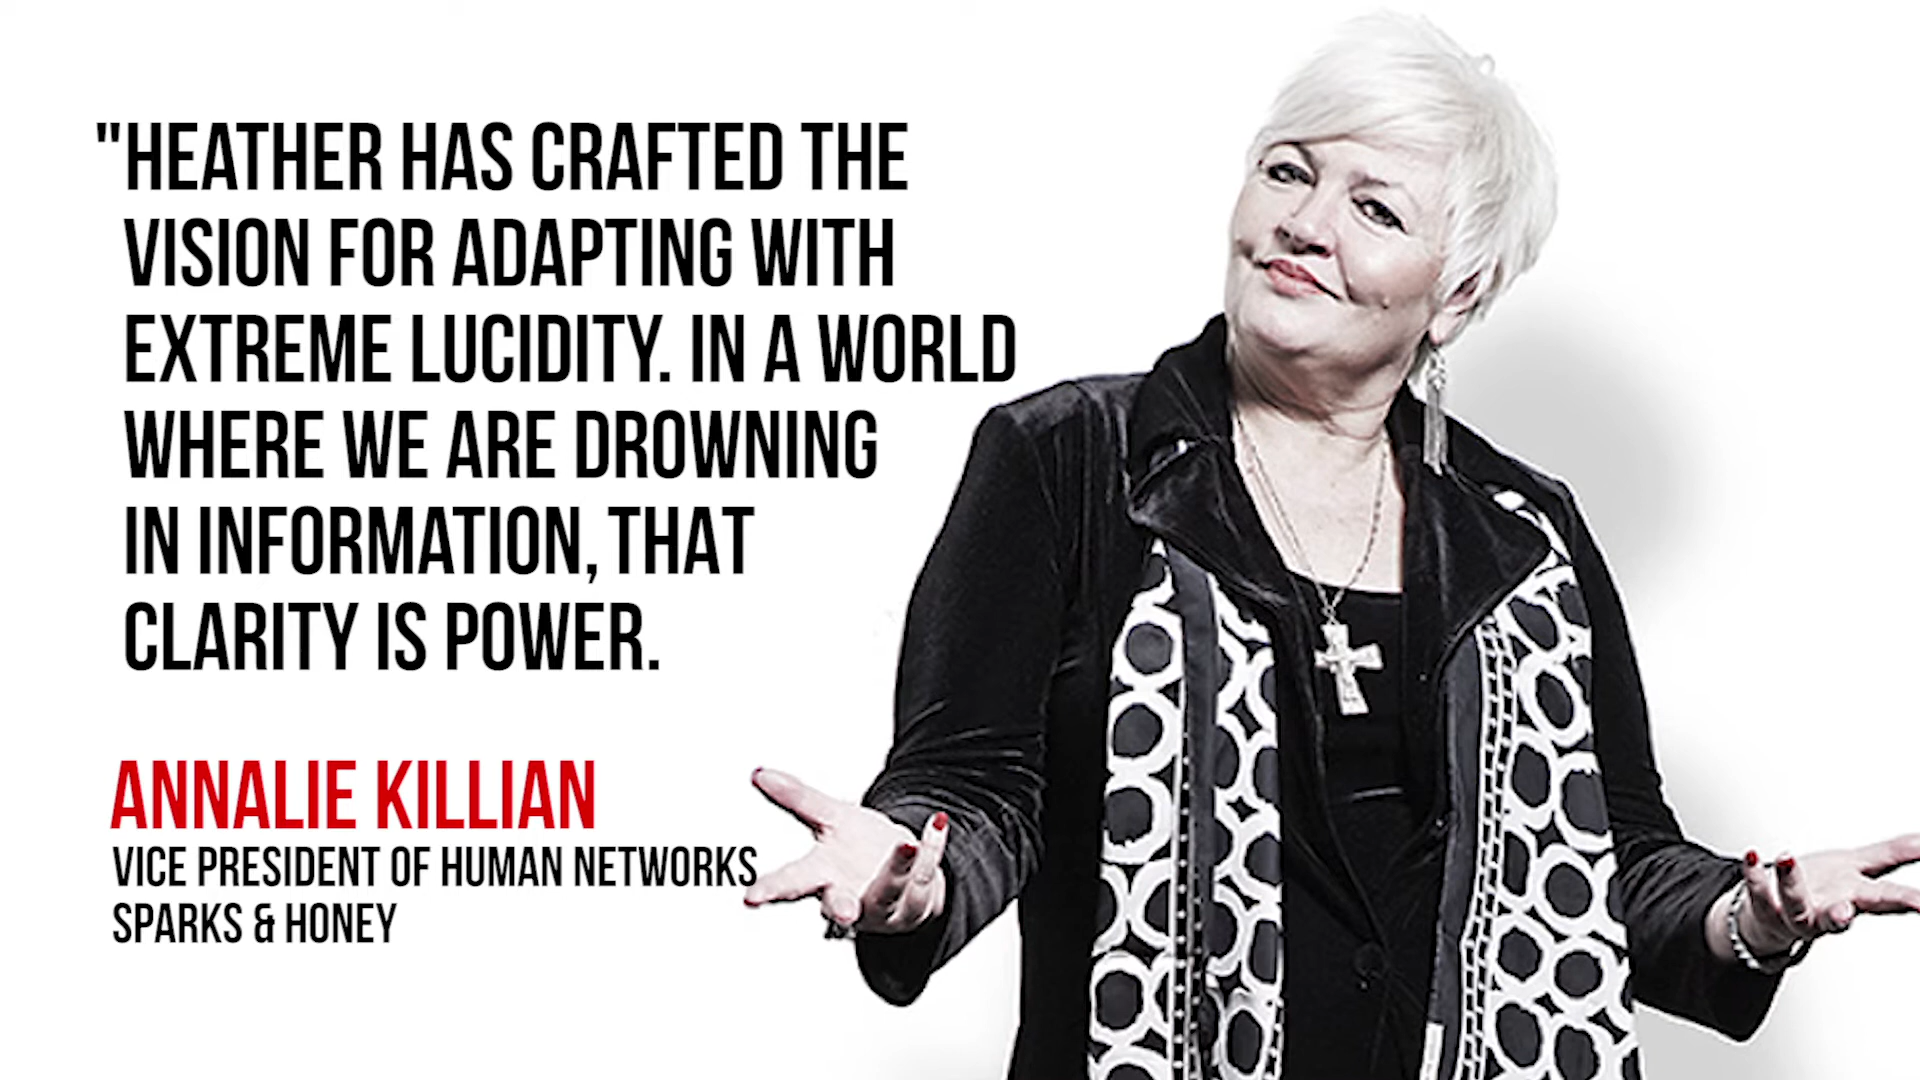 "HEATHER HAS CRAFTED THE
VISION FOR ADAPTING WITH
EXTREME LUCIDITY. IN A WORLD
WHERE WE ARE DROWNING
IN INFORMATION, THAT
CLARITY IS POWER.
ANNALIE KILLIAN
VICE PRESIDENT OF HUMAN NETWORKS
SPARKS & HONEY